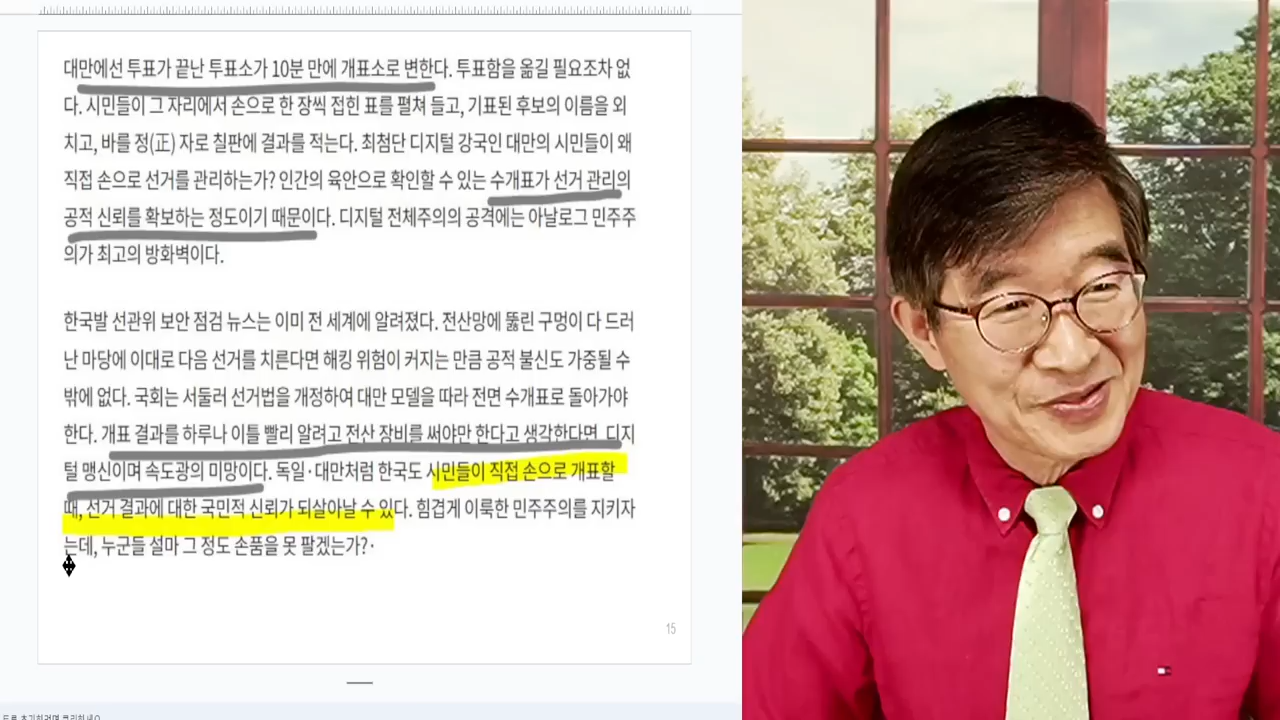 대만에선 투표가 끝난 투표소가 10분 만에 개표소로 변한다. 투표함을 옮길 필요조차 없
다. 시민들이 그 자리에서 손으로 한 장씩 접힌 표를 펼쳐 들고, 기표된 후보의 이름을 외
치고, 바를 정(正) 자로 칠판에 결과를 적는다. 최첨단 디지털 강국인 대만의 시민들이 왜
직접 손으로 선거를 관리하는가? 인간의 육안으로 확인할 수 있는 수개표가 선거 관리의
공적 신뢰를 확보하는 정도이기 때문이다. 디지털 전체주의의 공격에는 아날로그 민주주
의가 최고의 방화벽이다.
한국발 선관위 보안 점검 뉴스는 이미 전 세계에 알려졌다. 전산망에 뚫린 구멍이 다 드러
난 마당에 이대로 다음 선거를 치른다면 해킹 위험이 커지는 만큼 공적 불신도 가중될 수
밖에 없다. 국회는 서둘러 선거법을 개정하여 대만 모델을 따라 전면 수개표로 돌아가야
한다. 개표 결과를 하루나 이틀 빨리 알려고 전산 장비를 써야만 한다고 생각한다면, 디지
털 맹신이며 속도광의 미망이다. 독일·대만처럼 한국도 시민들이 직접 손으로 개표할
때, 선거 결과에 대한 국민적 신뢰가 되살아날 수 있다. 힘겹게 이룩한 민주주의를 지키자
는데, 누군들 설마 그 정도 손품을 못 팔겠는가?·
15